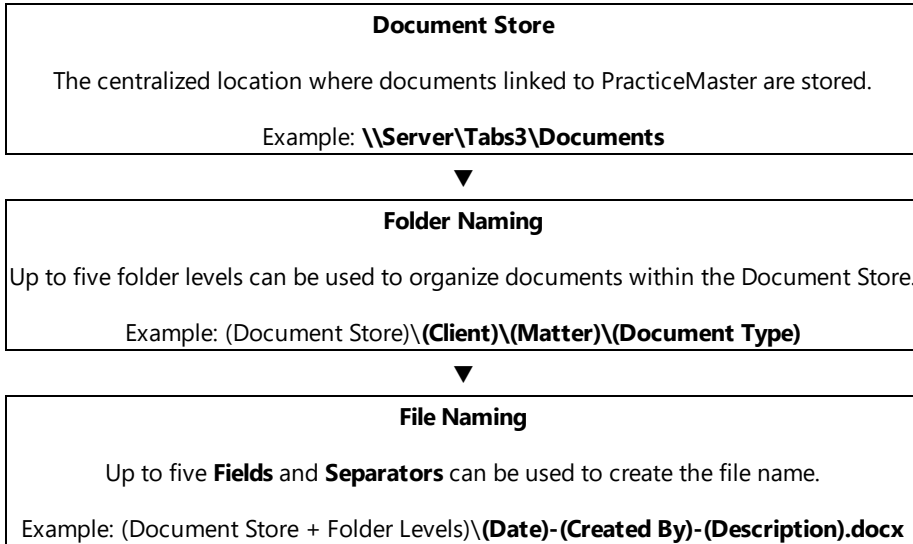 Document Store
The centralized location where documents linked to PracticeMaster are stored.
Example: \\Server\Tabs3\Documents
▼
Folder Naming
Up to five folder levels can be used to organize documents within the Document Store.
Example: (Document Store)\(Client)\(Matter)\(Document Type)
▼
File Naming
Up to five Fields and Separators can be used to create the file name.
Example: (Document Store + Folder Levels)\(Date)-(Created By)-(Description).docx